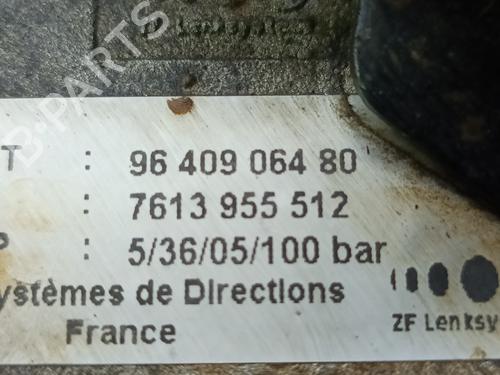 Lenksysteme
T : 96 409 064 80
: 7613 955 512
P : 5/36/05/100 bar
ystèmes de Directions
France
ZF Lenksy
B-PARTS